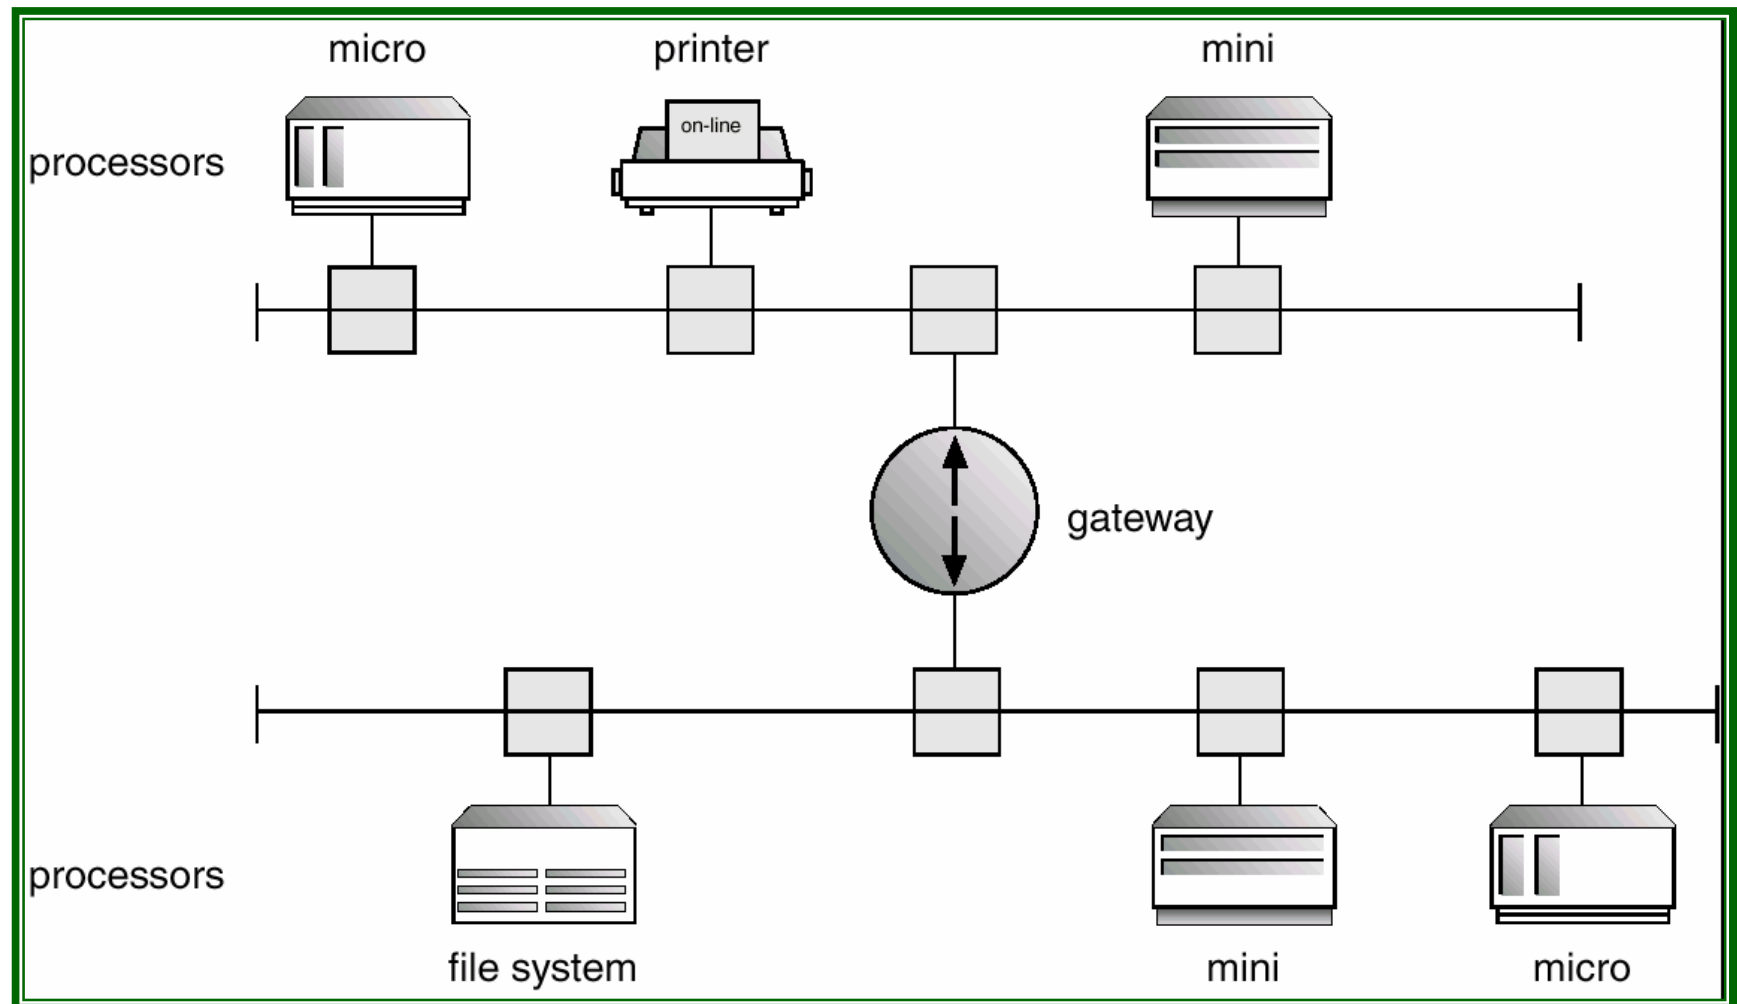 micro
printer
mini
on-line
processors
gateway
processors
file system
mini
micro